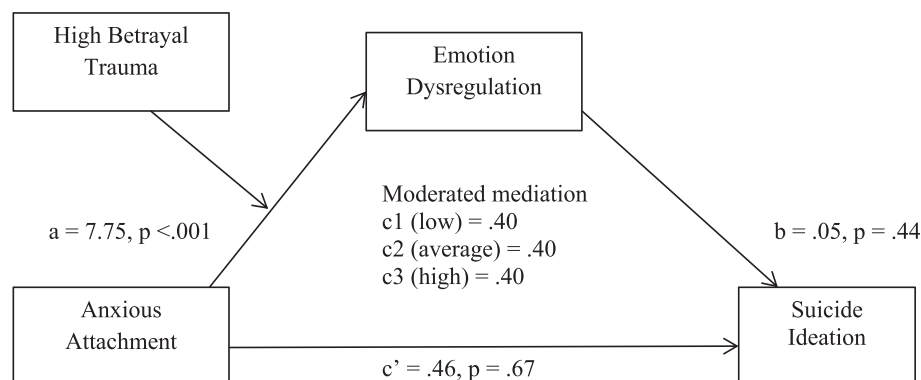 High Betrayal
Trauma
Emotion
Dysregulation
Moderated mediation
c1 (low) = .40
c2 (average) = .40
c3 (high) = .40
a = 7.75, p <.001
b = .05, p = .44
Anxious
Attachment
Suicide
Ideation
c’ = .46, p = .67